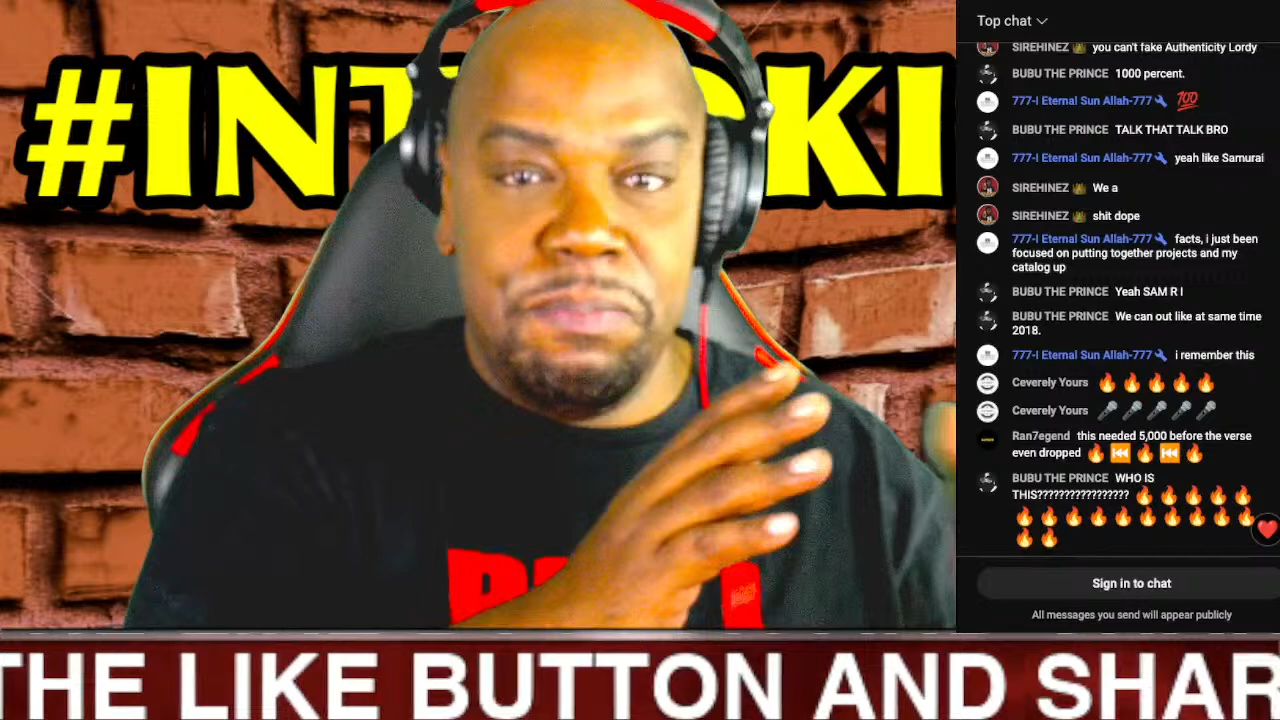 #INT
OKI
THE LIKE BUTTON AND SHAR
Top chat
SIREHINEZ you can't fake Authenticity Lordy
BUBU THE PRINCE 1000 percent.
777-I Eternal Sun Allah-777 💯
BUBU THE PRINCE TALK THAT TALK BRO
777-I Eternal Sun Allah-777 yeah like Samurai
SIREHINEZ We a
SIREHINEZ shit dope
777-I Eternal Sun Allah-777 facts, i just been
focused on putting together projects and my
catalog up
BUBU THE PRINCE Yeah SAM R I
BUBU THE PRINCE We can out like at same time
2018.
777-I Eternal Sun Allah-777 i remember this
Ceverely Yours 🔥🔥🔥🔥🔥
Ceverely Yours 🎤🎤🎤🎤🎤
Ran7egend this needed 5,000 before the verse
even dropped 🔥⏮🔥⏮🔥
BUBU THE PRINCE WHO IS
THIS???????????????? 🔥🔥🔥🔥🔥
🔥🔥🔥🔥🔥🔥🔥🔥🔥🔥
🔥🔥
Sign in to chat
All messages you send will appear publicly